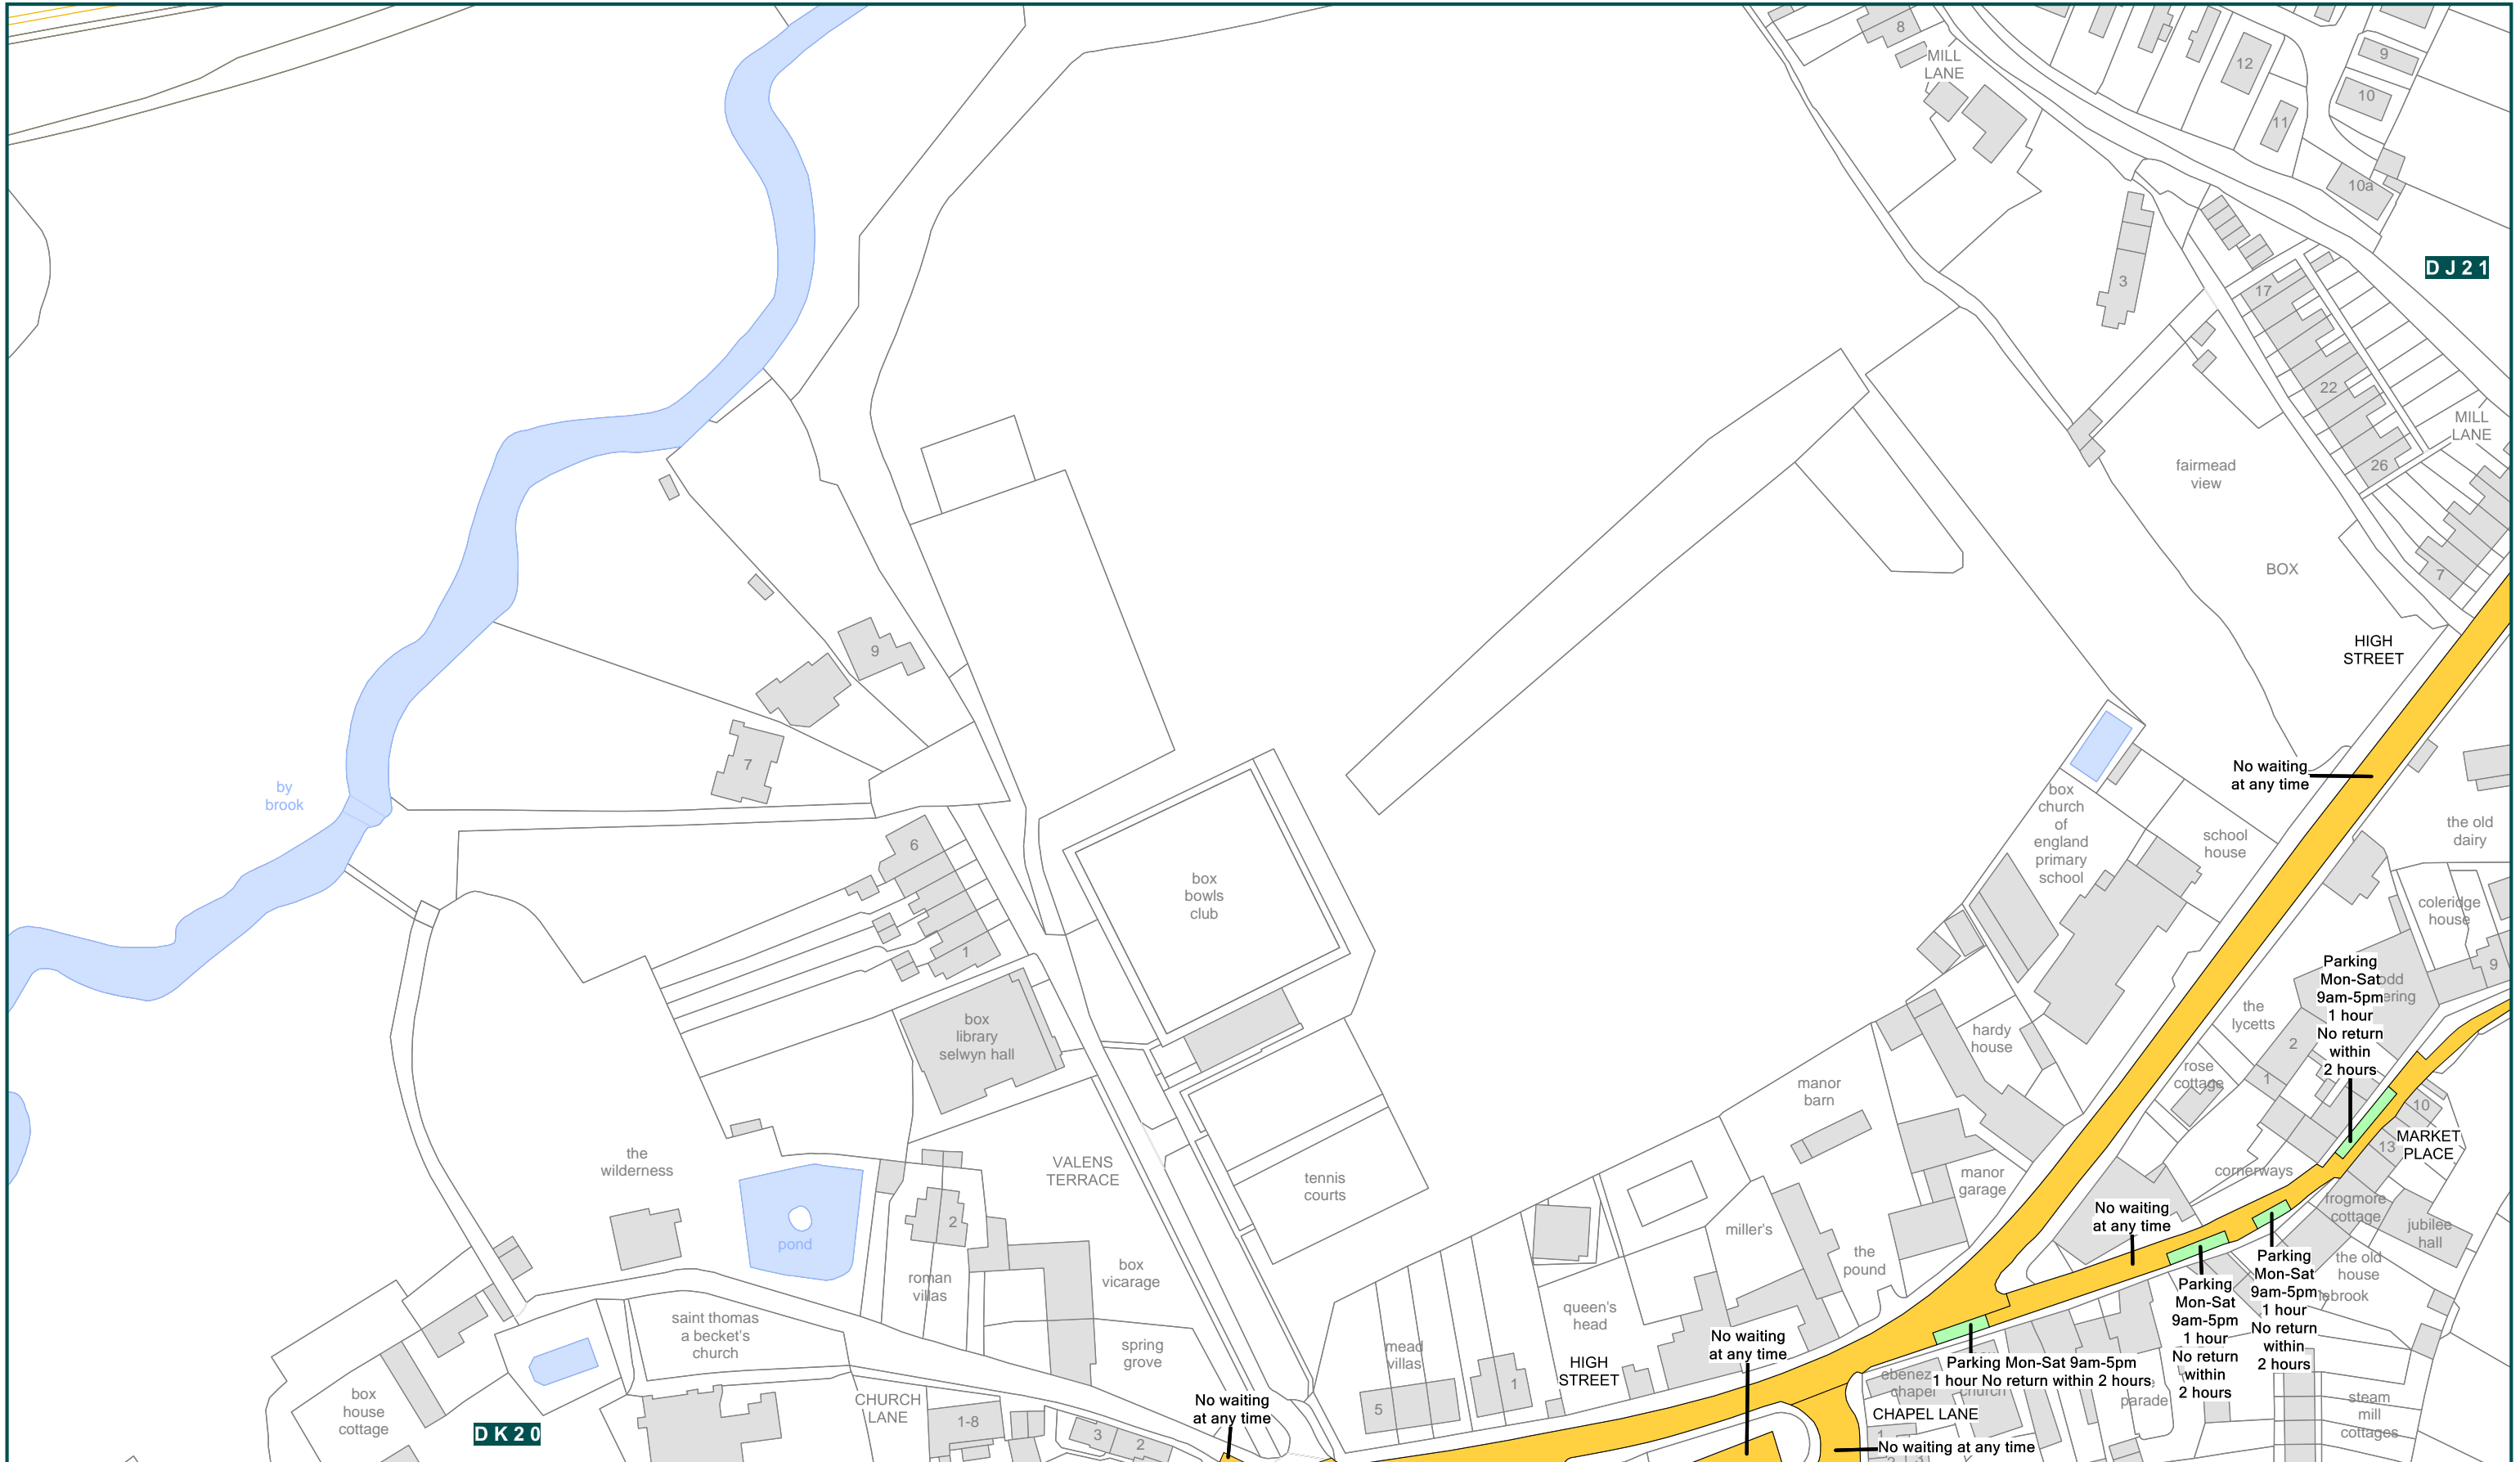 8
MILL
LANE
12
9
10
11
10a
DJ21
3
17
22
MILL
LANE
26
fairmead
view
BOX
7
HIGH
STREET
9
7
No waiting
at any time
by
brook
box
church
of
england
primary
school
school
house
the old
dairy
6
box
bowls
club
coleridge
house
1
9
Parking
Mon-Sat
9am-5pm
1 hour
No return
within
2 hours
the
lycetts
box
library
selwyn hall
hardy
house
2
rose
cottage
1
manor
barn
10
MARKET
PLACE
13
the
wilderness
VALENS
TERRACE
tennis
courts
cornerways
manor
garage
frogmore
cottage
No waiting
at any time
2
pond
miller's
jubilee
hall
the
pound
box
vicarage
roman
villas
the old
house
Parking
Mon-Sat
9am-5pm
1 hour
No return
within
2 hours
Parking
Mon-Sat
9am-5pm
1 hour
No return
within
2 hours
queen's
head
saint thomas
a becket's
church
spring
grove
mead
villas
No waiting
at any time
HIGH
STREET
Parking Mon-Sat 9am-5pm
1 hour No return within 2 hours
chapel
church
parade
1
5
box
house
cottage
CHURCH
LANE
No waiting
at any time
CHAPEL LANE
steam
mill
cottages
DK20
1-8
3
2
No waiting at any time
1